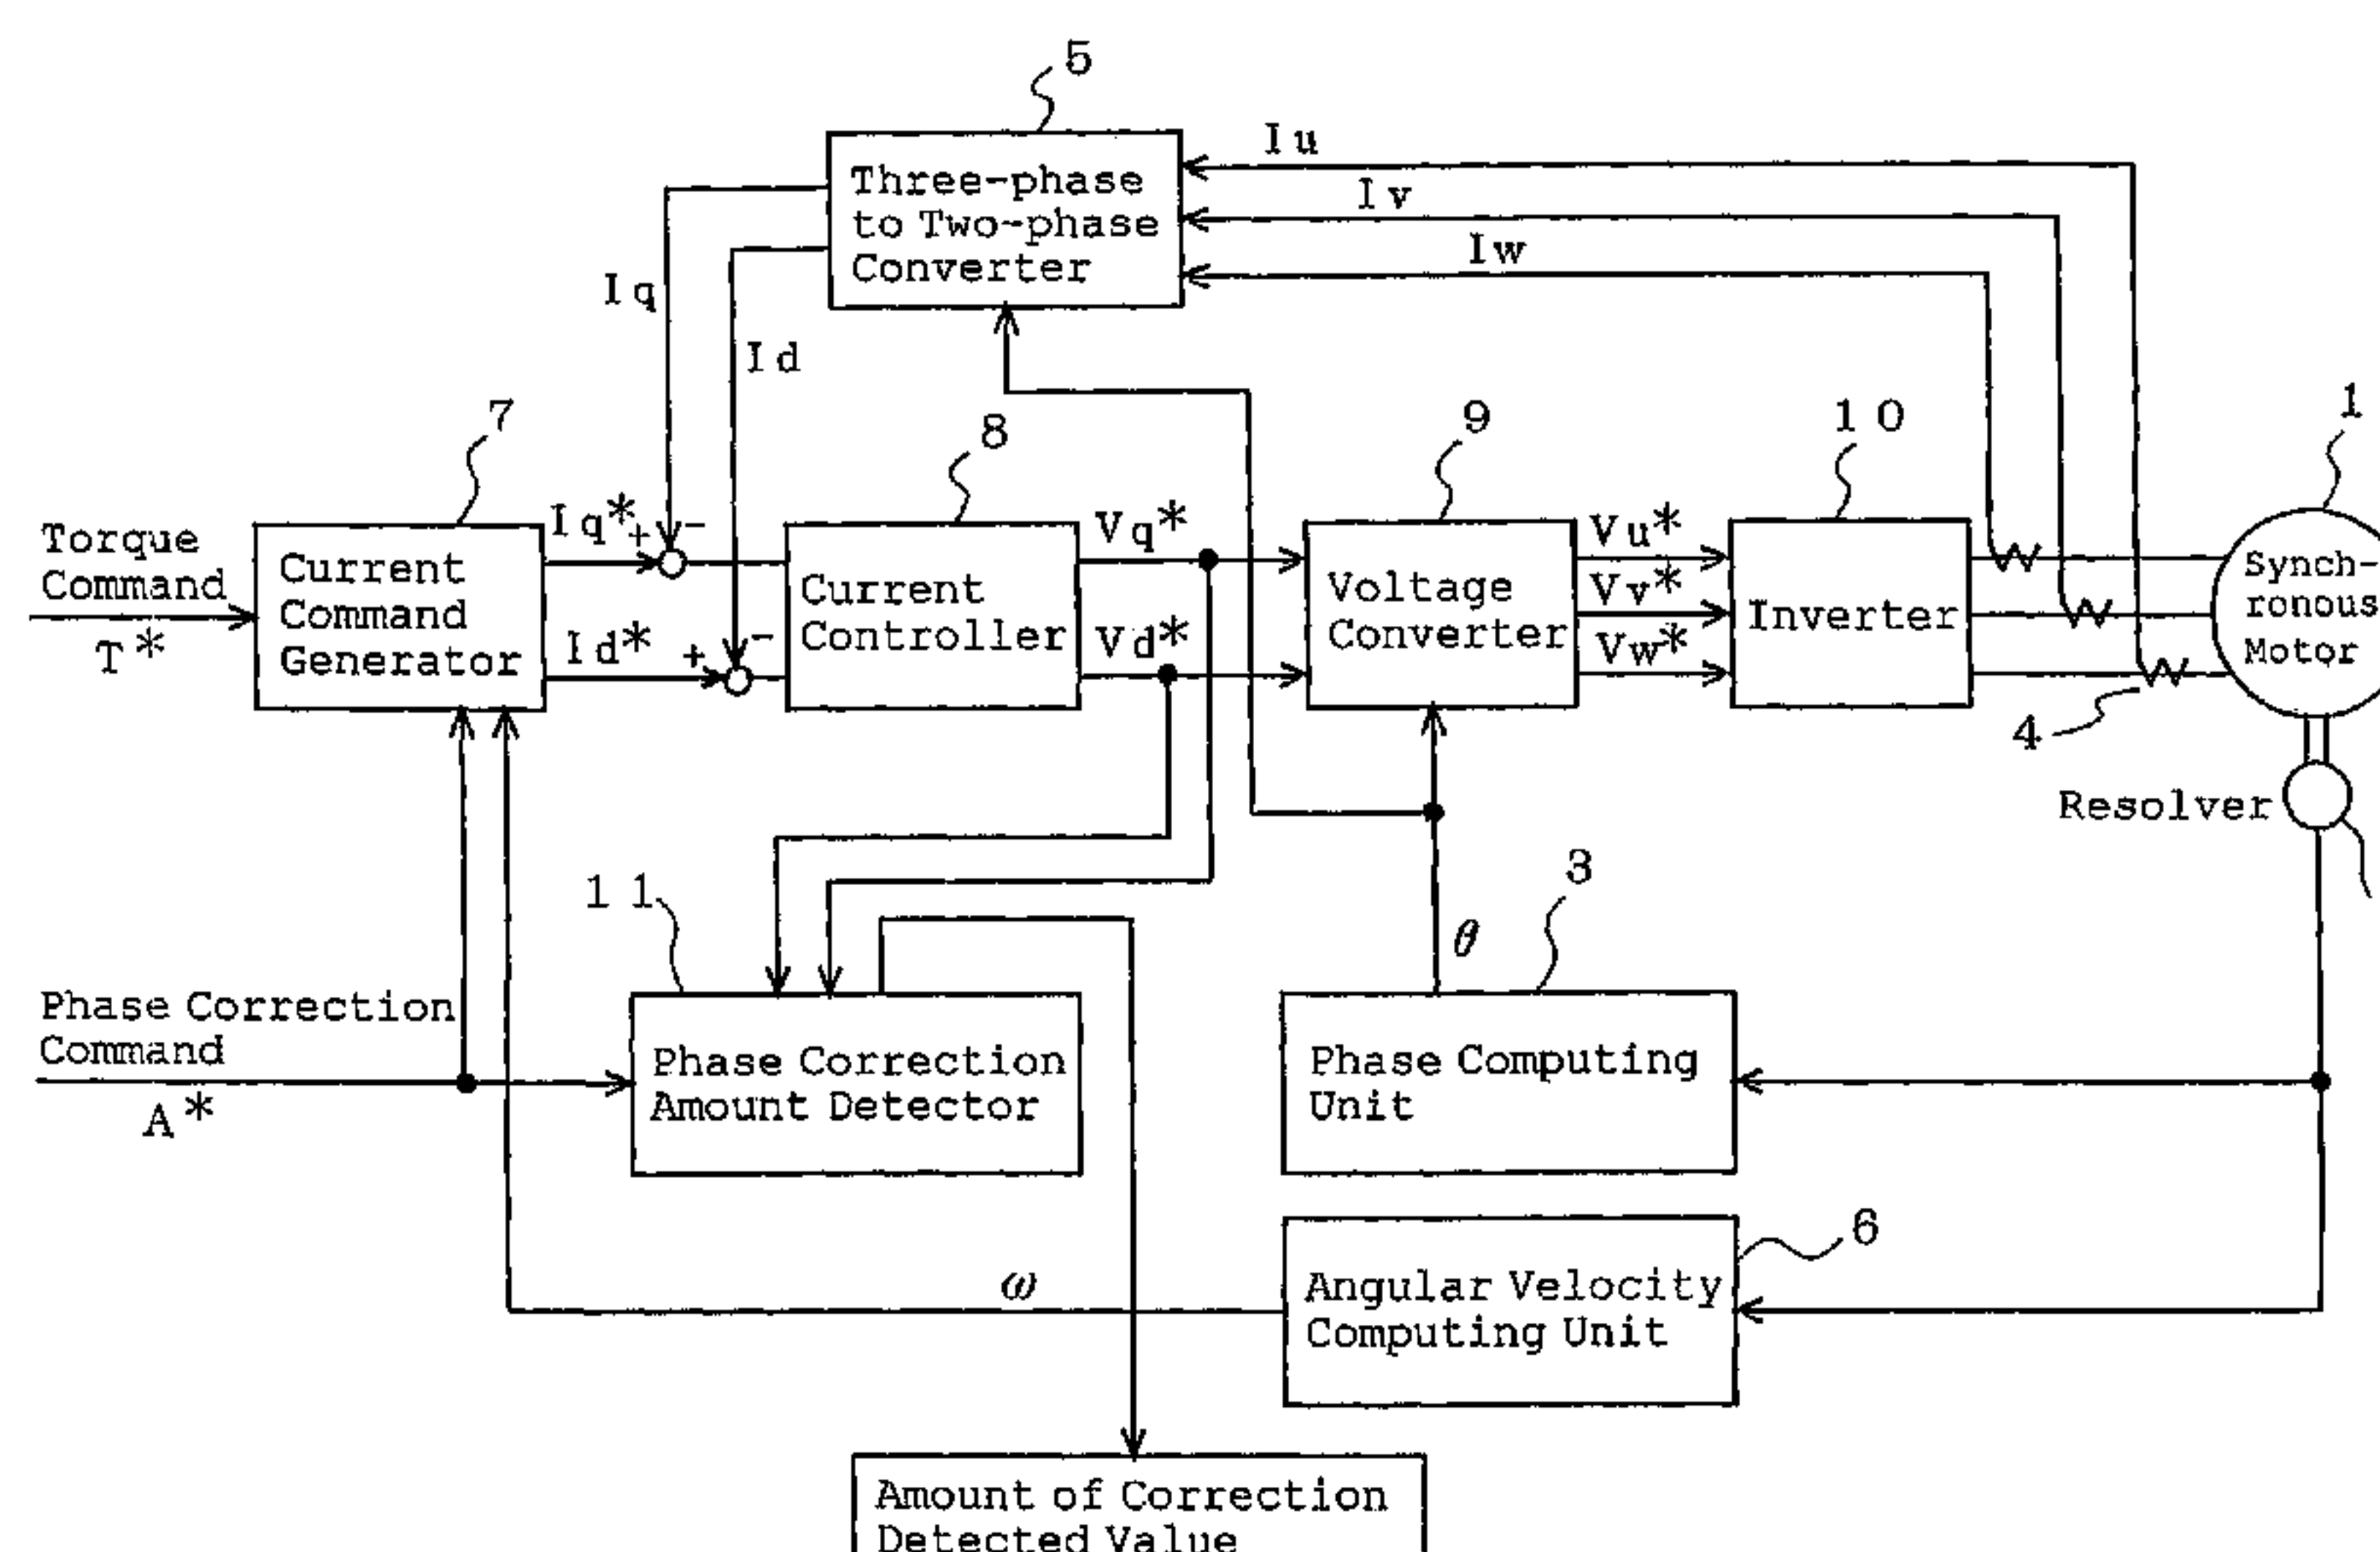 5
Iu
Three-phase
to Two-phase
Converter
Iv
Iw
Iq
Id
7
8
9
10
1
Torque
Command
T*
Current
Command
Generator
Iq*
+
-
Id*
+
-
Current
Controller
Vq*
Vd*
Voltage
Converter
Vu*
Vv*
Vw*
Inverter
Synch-
ronous
Motor
4
Resolver
11
3
θ
Phase Correction
Command
A*
Phase Correction
Amount Detector
Phase Computing
Unit
6
ω
Angular Velocity
Computing Unit
Amount of Correction
Detected Value